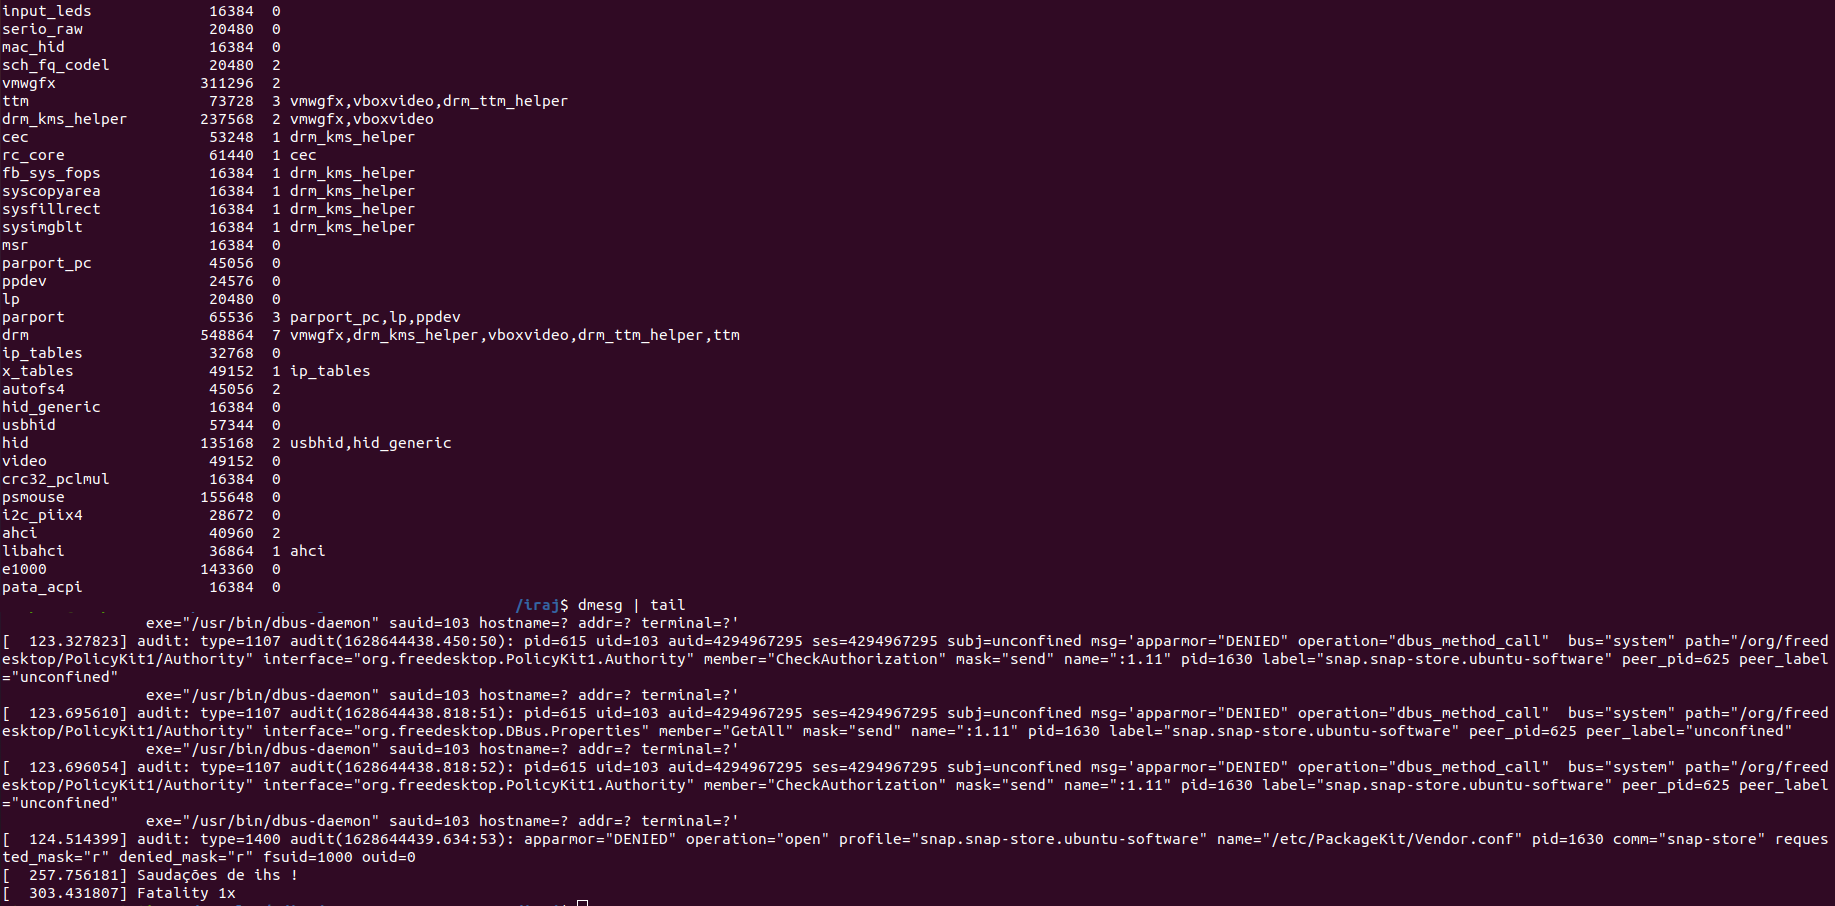 input_leds             16384  0
serio_raw              20480  0
mac_hid                16384  0
sch_fq_codel           20480  2
vmwgfx                311296  2
ttm                    73728  3 vmwgfx,vboxvideo,drm_ttm_helper
drm_kms_helper        237568  2 vmwgfx,vboxvideo
cec                    53248  1 drm_kms_helper
rc_core                61440  1 cec
fb_sys_fops            16384  1 drm_kms_helper
syscopyarea            16384  1 drm_kms_helper
sysfillrect            16384  1 drm_kms_helper
sysimgblt              16384  1 drm_kms_helper
msr                    16384  0
parport_pc             45056  0
ppdev                  24576  0
lp                     20480  0
parport                65536  3 parport_pc,lp,ppdev
drm                   548864  7 vmwgfx,drm_kms_helper,vboxvideo,drm_ttm_helper,ttm
ip_tables              32768  0
x_tables               49152  1 ip_tables
autofs4                45056  2
hid_generic            16384  0
usbhid                 57344  0
hid                   135168  2 usbhid,hid_generic
video                  49152  0
crc32_pclmul           16384  0
psmouse               155648  0
i2c_piix4              28672  0
ahci                   40960  2
libahci                36864  1 ahci
e1000                 143360  0
pata_acpi              16384  0
/iraj$ dmesg | tail
exe="/usr/bin/dbus-daemon" sauid=103 hostname=? addr=? terminal=?'
[  123.327823] audit: type=1107 audit(1628644438.450:50): pid=615 uid=103 auid=4294967295 ses=4294967295 subj=unconfined msg='apparmor="DENIED" operation="dbus_method_call"  bus="system" path="/org/freed
esktop/PolicyKit1/Authority" interface="org.freedesktop.PolicyKit1.Authority" member="CheckAuthorization" mask="send" name=":1.11" pid=1630 label="snap.snap-store.ubuntu-software" peer_pid=625 peer_label
="unconfined"
exe="/usr/bin/dbus-daemon" sauid=103 hostname=? addr=? terminal=?'
[  123.695610] audit: type=1107 audit(1628644438.818:51): pid=615 uid=103 auid=4294967295 ses=4294967295 subj=unconfined msg='apparmor="DENIED" operation="dbus_method_call"  bus="system" path="/org/freed
esktop/PolicyKit1/Authority" interface="org.freedesktop.DBus.Properties" member="GetAll" mask="send" name=":1.11" pid=1630 label="snap.snap-store.ubuntu-software" peer_pid=625 peer_label="unconfined"
exe="/usr/bin/dbus-daemon" sauid=103 hostname=? addr=? terminal=?'
[  123.696054] audit: type=1107 audit(1628644438.818:52): pid=615 uid=103 auid=4294967295 ses=4294967295 subj=unconfined msg='apparmor="DENIED" operation="dbus_method_call"  bus="system" path="/org/freed
esktop/PolicyKit1/Authority" interface="org.freedesktop.PolicyKit1.Authority" member="CheckAuthorization" mask="send" name=":1.11" pid=1630 label="snap.snap-store.ubuntu-software" peer_pid=625 peer_label
="unconfined"
exe="/usr/bin/dbus-daemon" sauid=103 hostname=? addr=? terminal=?'
[  124.514399] audit: type=1400 audit(1628644439.634:53): apparmor="DENIED" operation="open" profile="snap.snap-store.ubuntu-software" name="/etc/PackageKit/Vendor.conf" pid=1630 comm="snap-store" reques
ted_mask="r" denied_mask="r" fsuid=1000 ouid=0
[  257.756181] Saudações de ihs !
[  303.431807] Fatality 1x